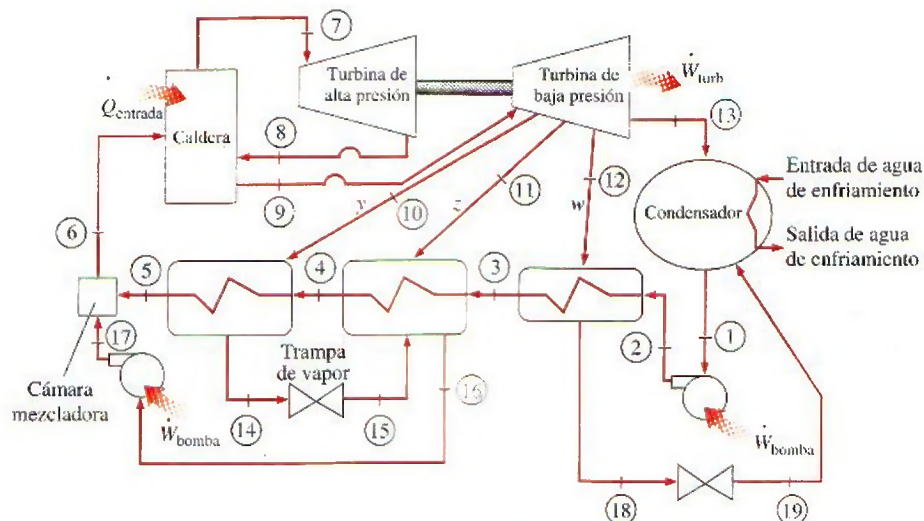 7
Turbina de
alta presión
Turbina de
baja presión
Ẇturb
Q̇entrada
Caldera
8
9
13
Entrada de agua
de enfriamiento
Condensador
Salida de agua
de enfriamiento
y
10
z
11
w
12
6
5
4
3
2
1
17
Cámara
mezcladora
Trampa
de vapor
16
Ẇbomba
14
15
Ẇbomba
18
19